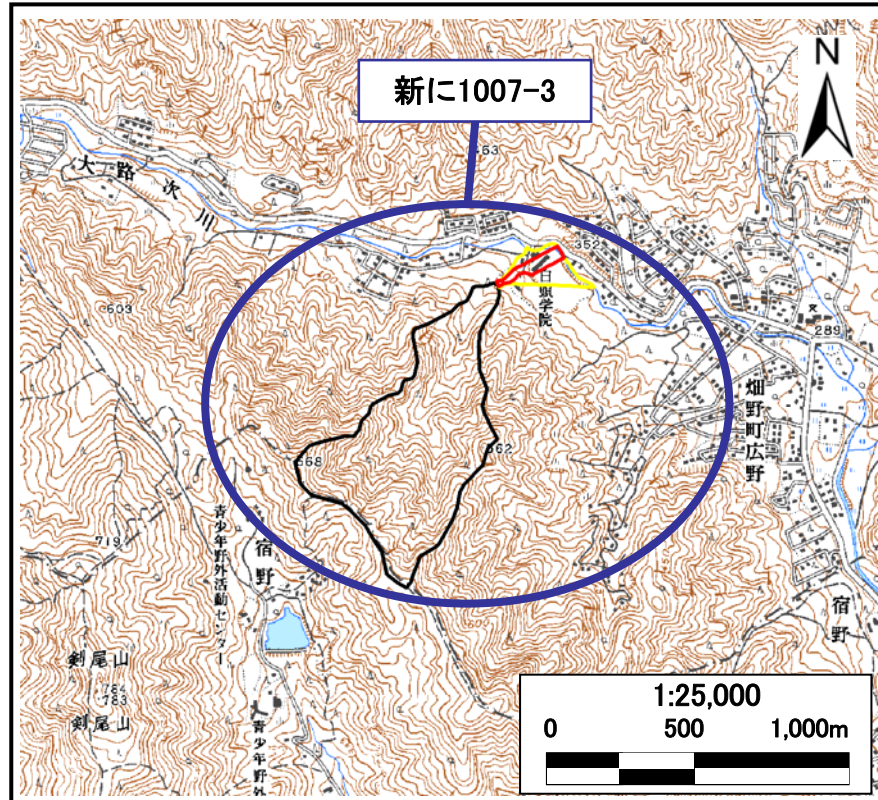 N
新に1007-3
大路次川
453
352
日瀬学院
603
289
畑野町広野
568
562
青少年野外活動センター
宿野
719
宿野
剣尾山
784
783
剣尾山
青少年野外
1:25,000
0 500 1,000m